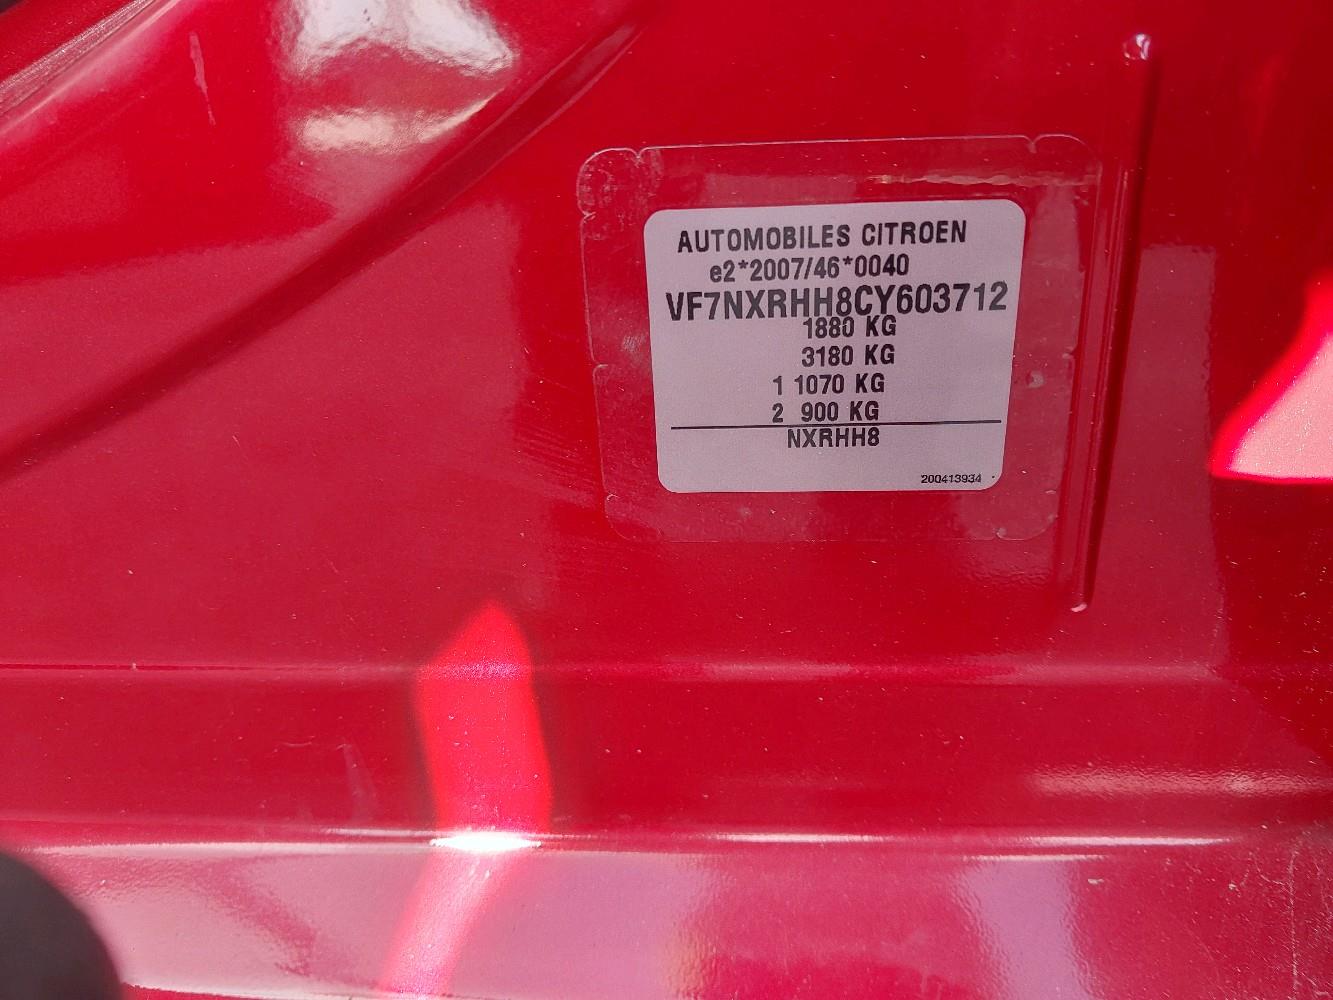 AUTOMOBILES CITROEN
e2*2007/46*0040
VF7NXRHH8CY603712
1880 KG
3180 KG
1 1070 KG
2 900 KG
NXRHH8
200413934